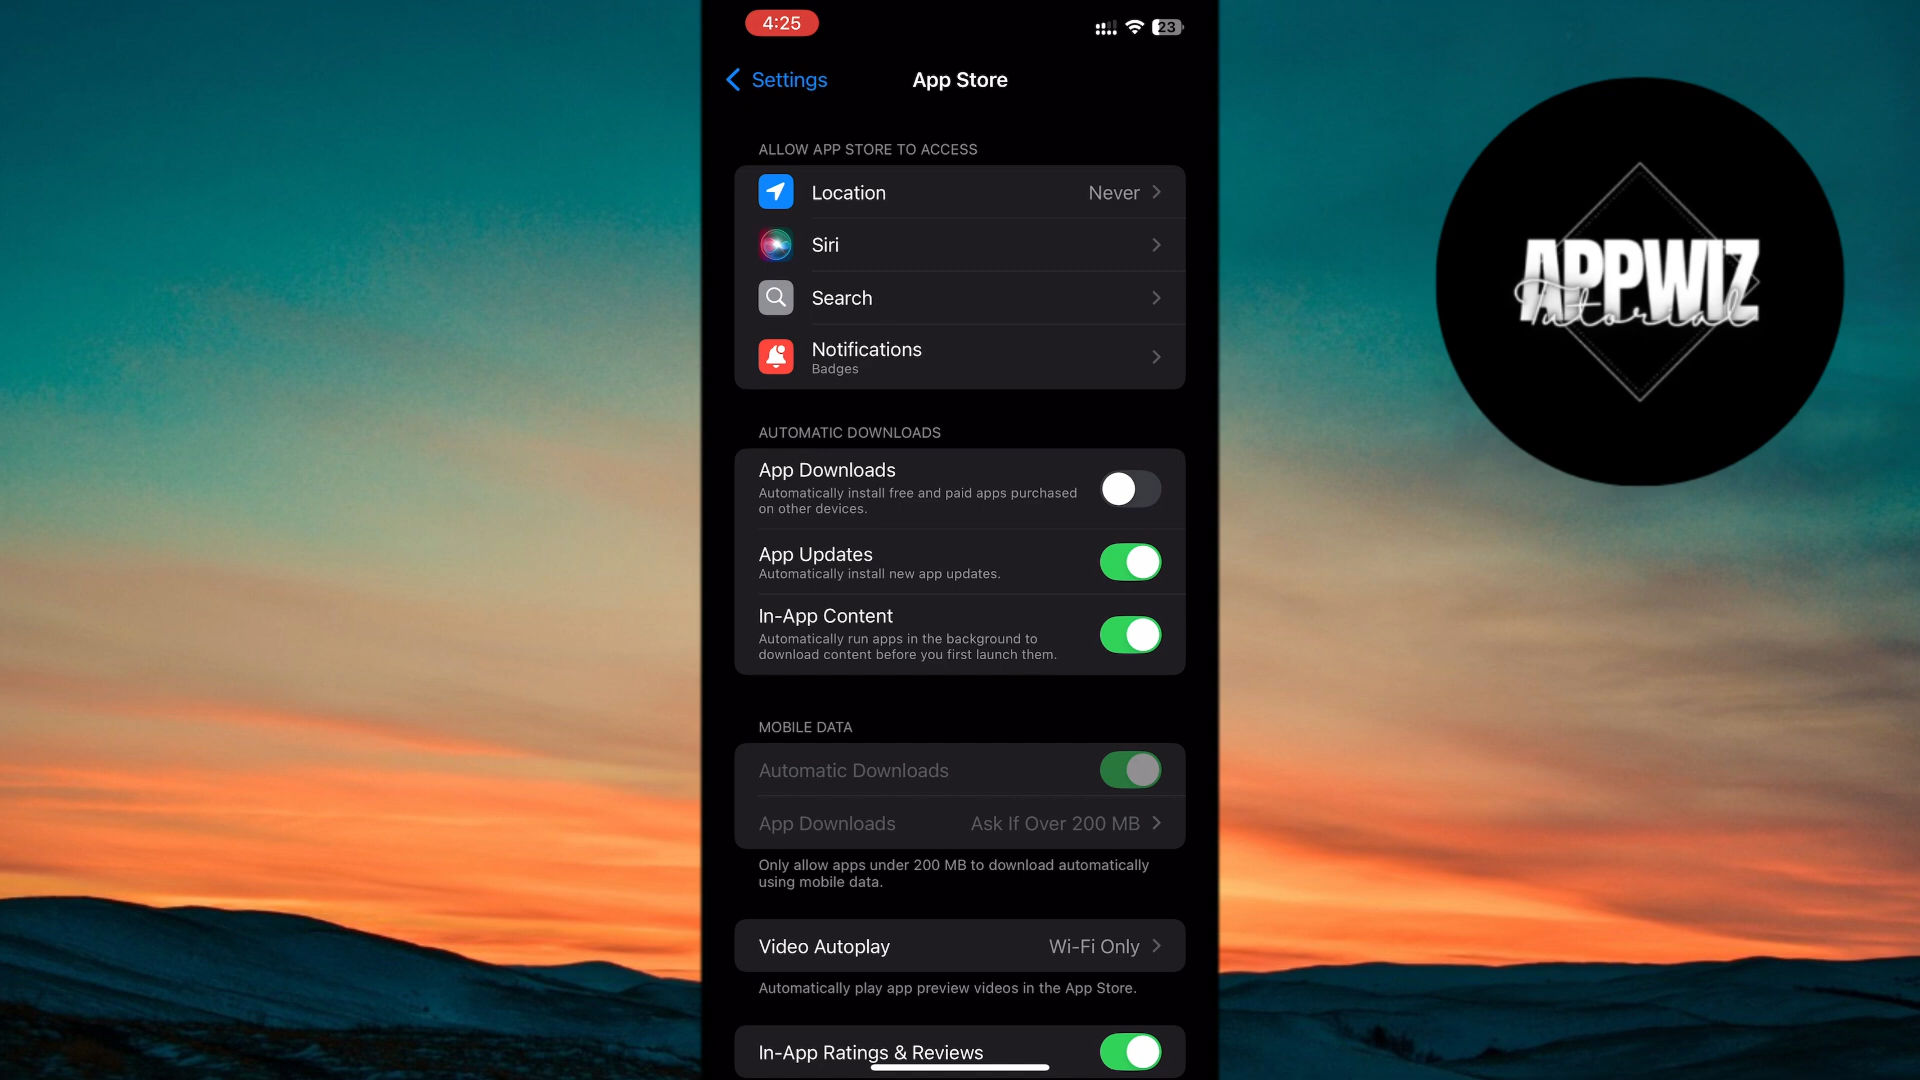 4:25
23
Settings
App Store
ALLOW APP STORE TO ACCESS
Location
Never
Siri
Search
Notifications
Badges
AUTOMATIC DOWNLOADS
App Downloads
Automatically install free and paid apps purchased
on other devices.
App Updates
Automatically install new app updates.
In-App Content
Automatically run apps in the background to
download content before you first launch them.
MOBILE DATA
Automatic Downloads
App Downloads
Ask If Over 200 MB
Only allow apps under 200 MB to download automatically
using mobile data.
Video Autoplay
Wi-Fi Only
Automatically play app preview videos in the App Store.
In-App Ratings & Reviews
APPWIZ
Tutorial